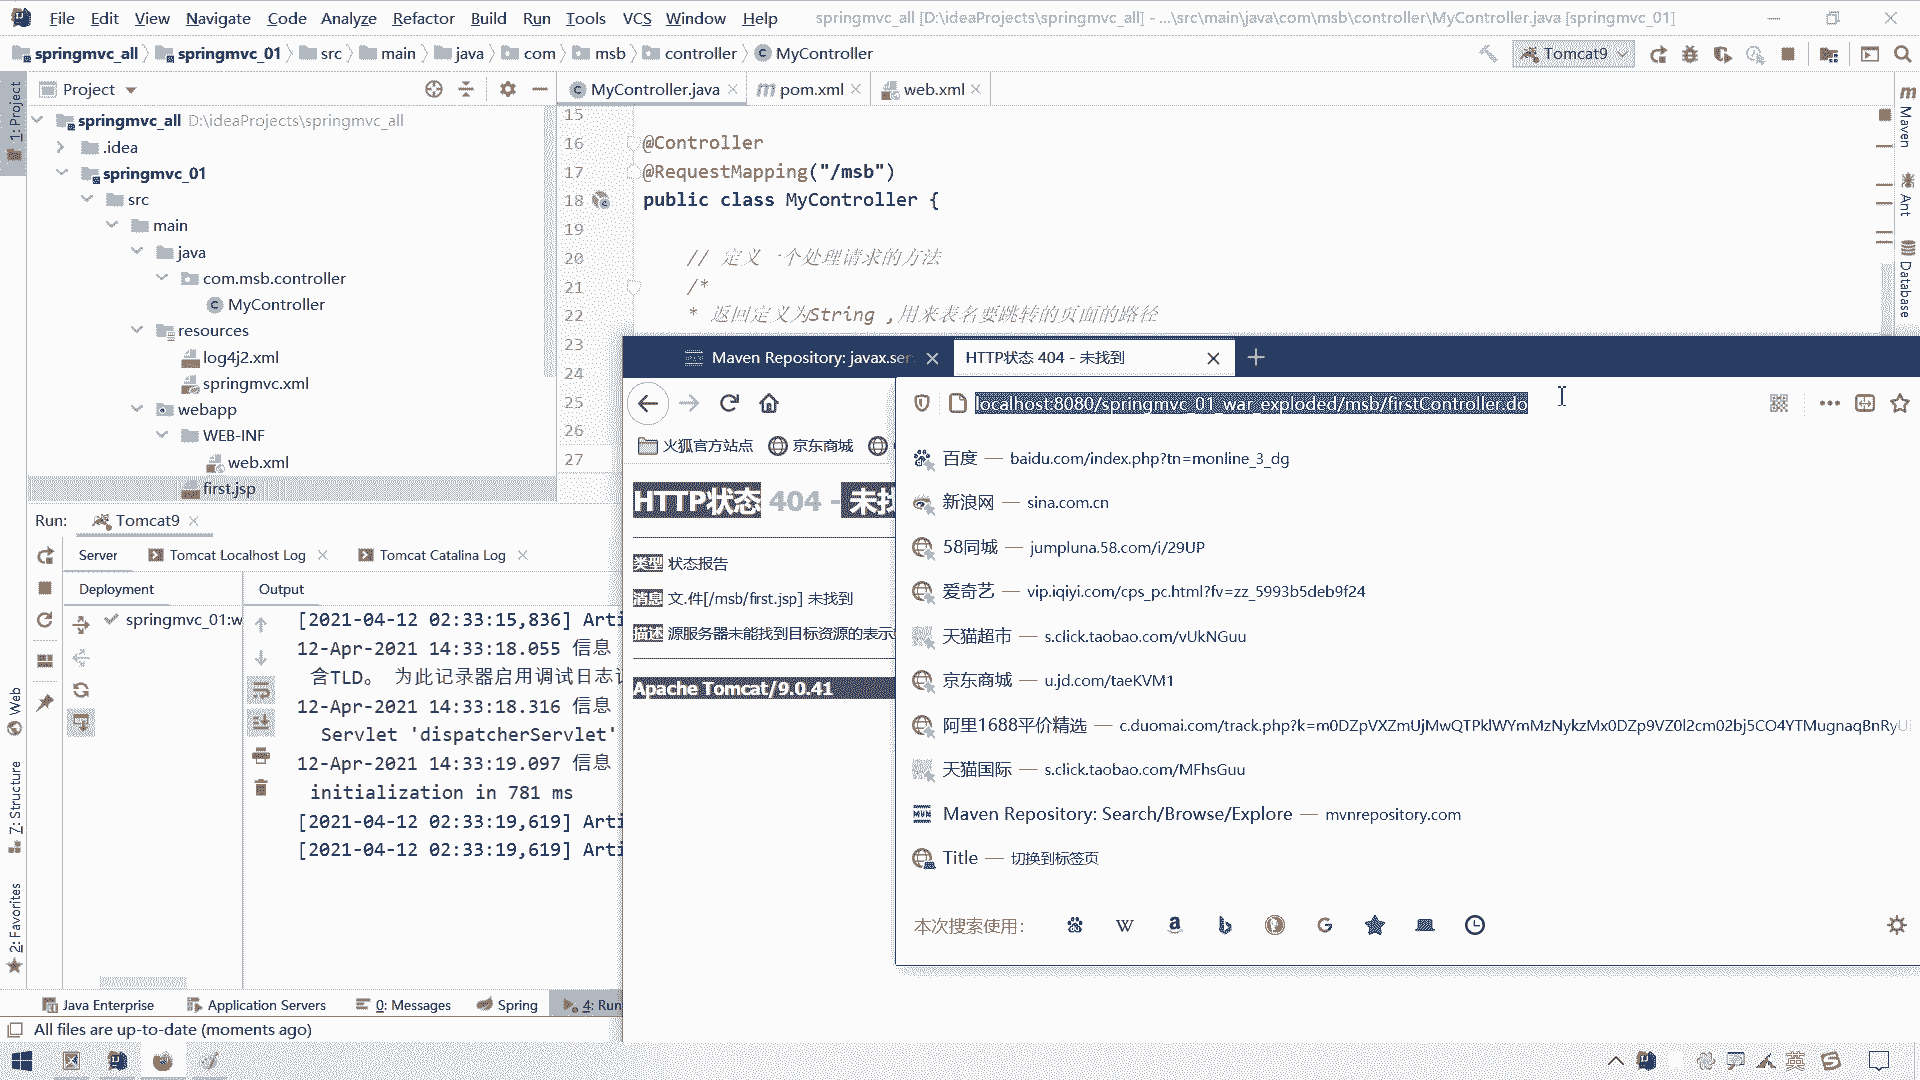 File Edit View Navigate Code Analyze Refactor Build Run Tools VCS Window Help springmvc_all [D:\ideaProjects\springmvc_all] - ...\src\main\java\com\msb\controller\MyController.java [springmvc_01]
springmvc_all springmvc_01 src main java com msb controller MyController Tomcat9
1: Project
Project
MyController.java pom.xml web.xml
springmvc_all D:\ideaProjects\springmvc_all
.idea
springmvc_01
src
main
java
com.msb.controller
MyController
resources
log4j2.xml
springmvc.xml
webapp
WEB-INF
web.xml
first.jsp
15
16 @Controller
17 @RequestMapping("/msb")
18 public class MyController {
19
20 // 定义一个处理请求的方法
21 /*
22 * 返回定义为String ,用来表名要跳转的页面的路径
23
24
25
26
27
Maven
Ant
Database
Maven Repository: javax.ser
HTTP状态 404 - 未找到
localhost:8080/springmvc_01_war_exploded/msb/firstController.do
火狐官方站点 京东商城
HTTP状态 404 - 未找
类型 状态报告
消息 文.件[/msb/first.jsp] 未找到
描述 源服务器未能找到目标资源的表示
Apache Tomcat/9.0.41
百度 — baidu.com/index.php?tn=monline_3_dg
新浪网 — sina.com.cn
58同城 — jumpluna.58.com/i/29UP
爱奇艺 — vip.iqiyi.com/cps_pc.html?fv=zz_5993b5deb9f24
天猫超市 — s.click.taobao.com/vUkNGuu
京东商城 — u.jd.com/taeKVM1
阿里1688平价精选 — c.duomai.com/track.php?k=m0DZpVXZmUjMwQTPklWYmMzNykzMx0DZp9VZ0l2cm02bj5CO4YTMugnaqBnRyU
天猫国际 — s.click.taobao.com/MFhsGuu
Maven Repository: Search/Browse/Explore — mvnrepository.com
Title — 切换到标签页
本次搜索使用:
Run: Tomcat9
Server Tomcat Localhost Log Tomcat Catalina Log
Deployment Output
springmvc_01:w
[2021-04-12 02:33:15,836] Arti
12-Apr-2021 14:33:18.055 信息
含TLD。 为此记录器启用调试日志
12-Apr-2021 14:33:18.316 信息
Servlet 'dispatcherServlet'
12-Apr-2021 14:33:19.097 信息
initialization in 781 ms
[2021-04-12 02:33:19,619] Arti
[2021-04-12 02:33:19,619] Arti
Web
7: Structure
2: Favorites
Java Enterprise Application Servers 0: Messages Spring 4: Run
All files are up-to-date (moments ago)
英